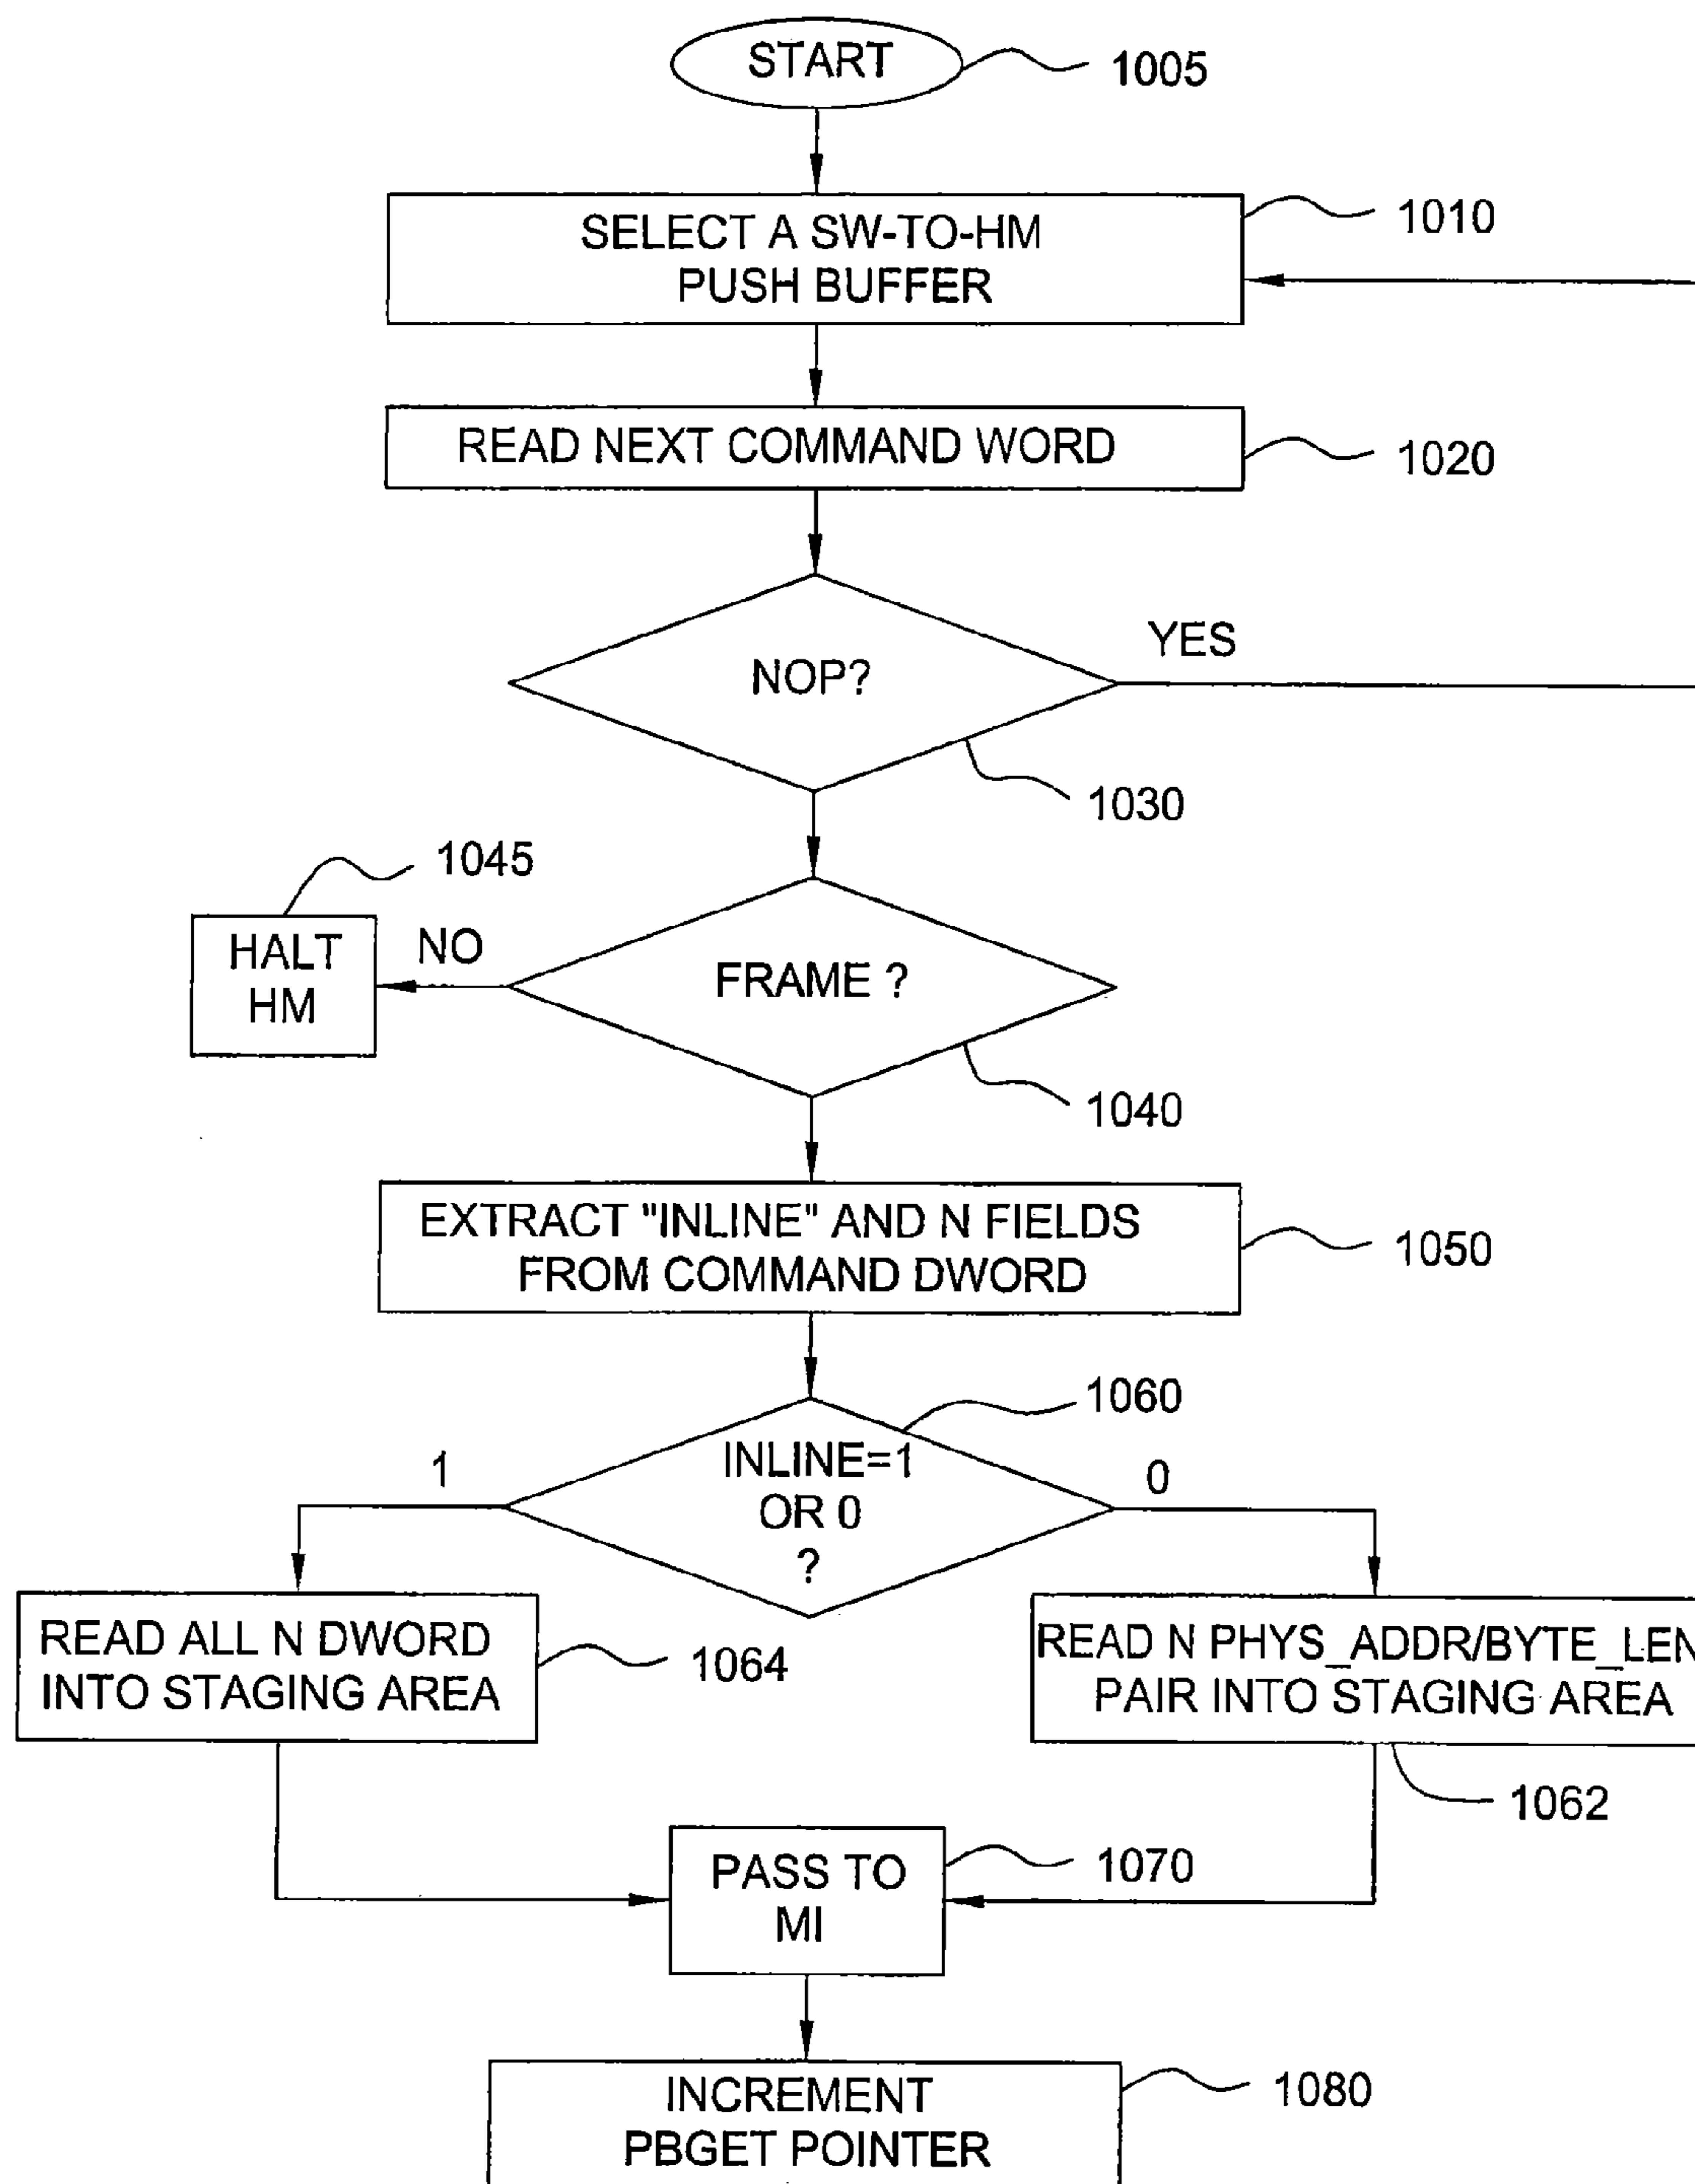 START
1005
SELECT A SW-TO-HM
PUSH BUFFER
1010
READ NEXT COMMAND WORD
1020
NOP?
YES
1030
1045
HALT
HM
NO
FRAME ?
1040
EXTRACT "INLINE" AND N FIELDS
FROM COMMAND DWORD
1050
1060
INLINE=1
OR 0
?
1
0
READ ALL N DWORD
INTO STAGING AREA
1064
READ N PHYS_ADDR/BYTE_LEN
PAIR INTO STAGING AREA
1062
PASS TO
MI
1070
INCREMENT
PBGET POINTER
1080